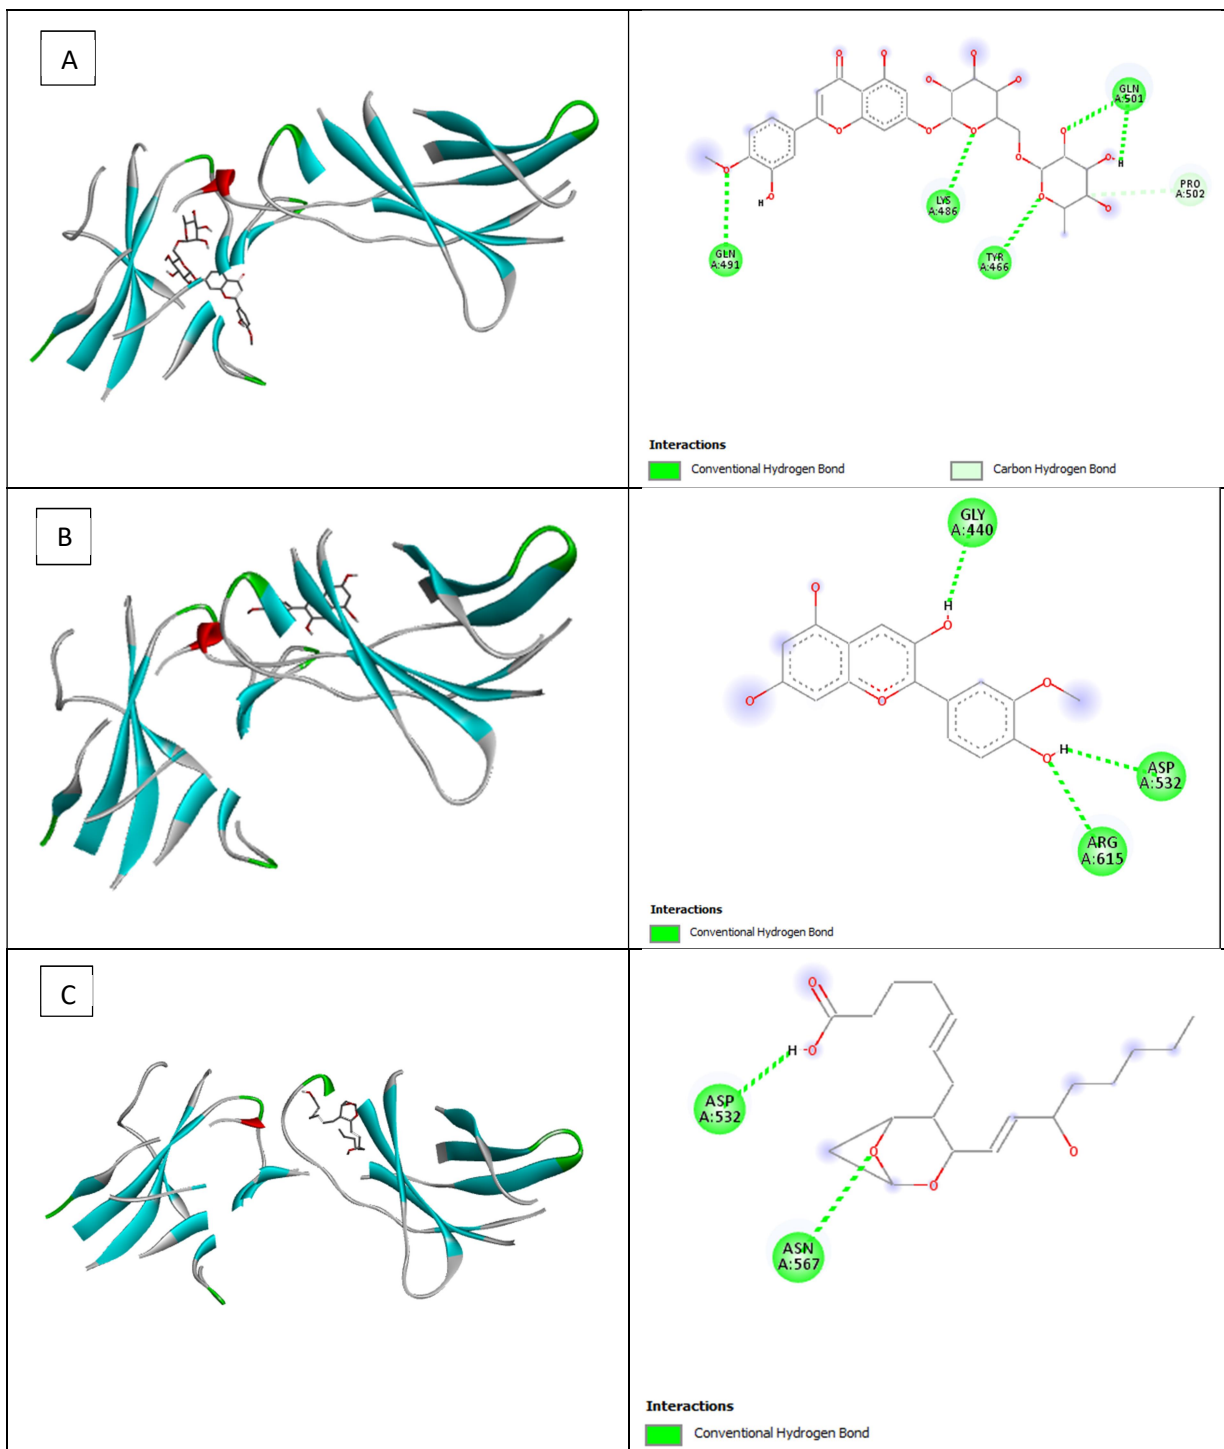 A
O
O
O
O
O
O
O
O
O
O
H
O
O
O
O
O
O
O
H
GLN
A:501
PRO
A:502
LYS
A:486
TYR
A:466
GLN
A:491
Interactions
Conventional Hydrogen Bond
Carbon Hydrogen Bond
B
GLY
A:440
H
O
O
O
O
O
O
H
ASP
A:532
ARG
A:615
Interactions
Conventional Hydrogen Bond
C
O
H-O
ASP
A:532
O
O
O
ASN
A:567
Interactions
Conventional Hydrogen Bond